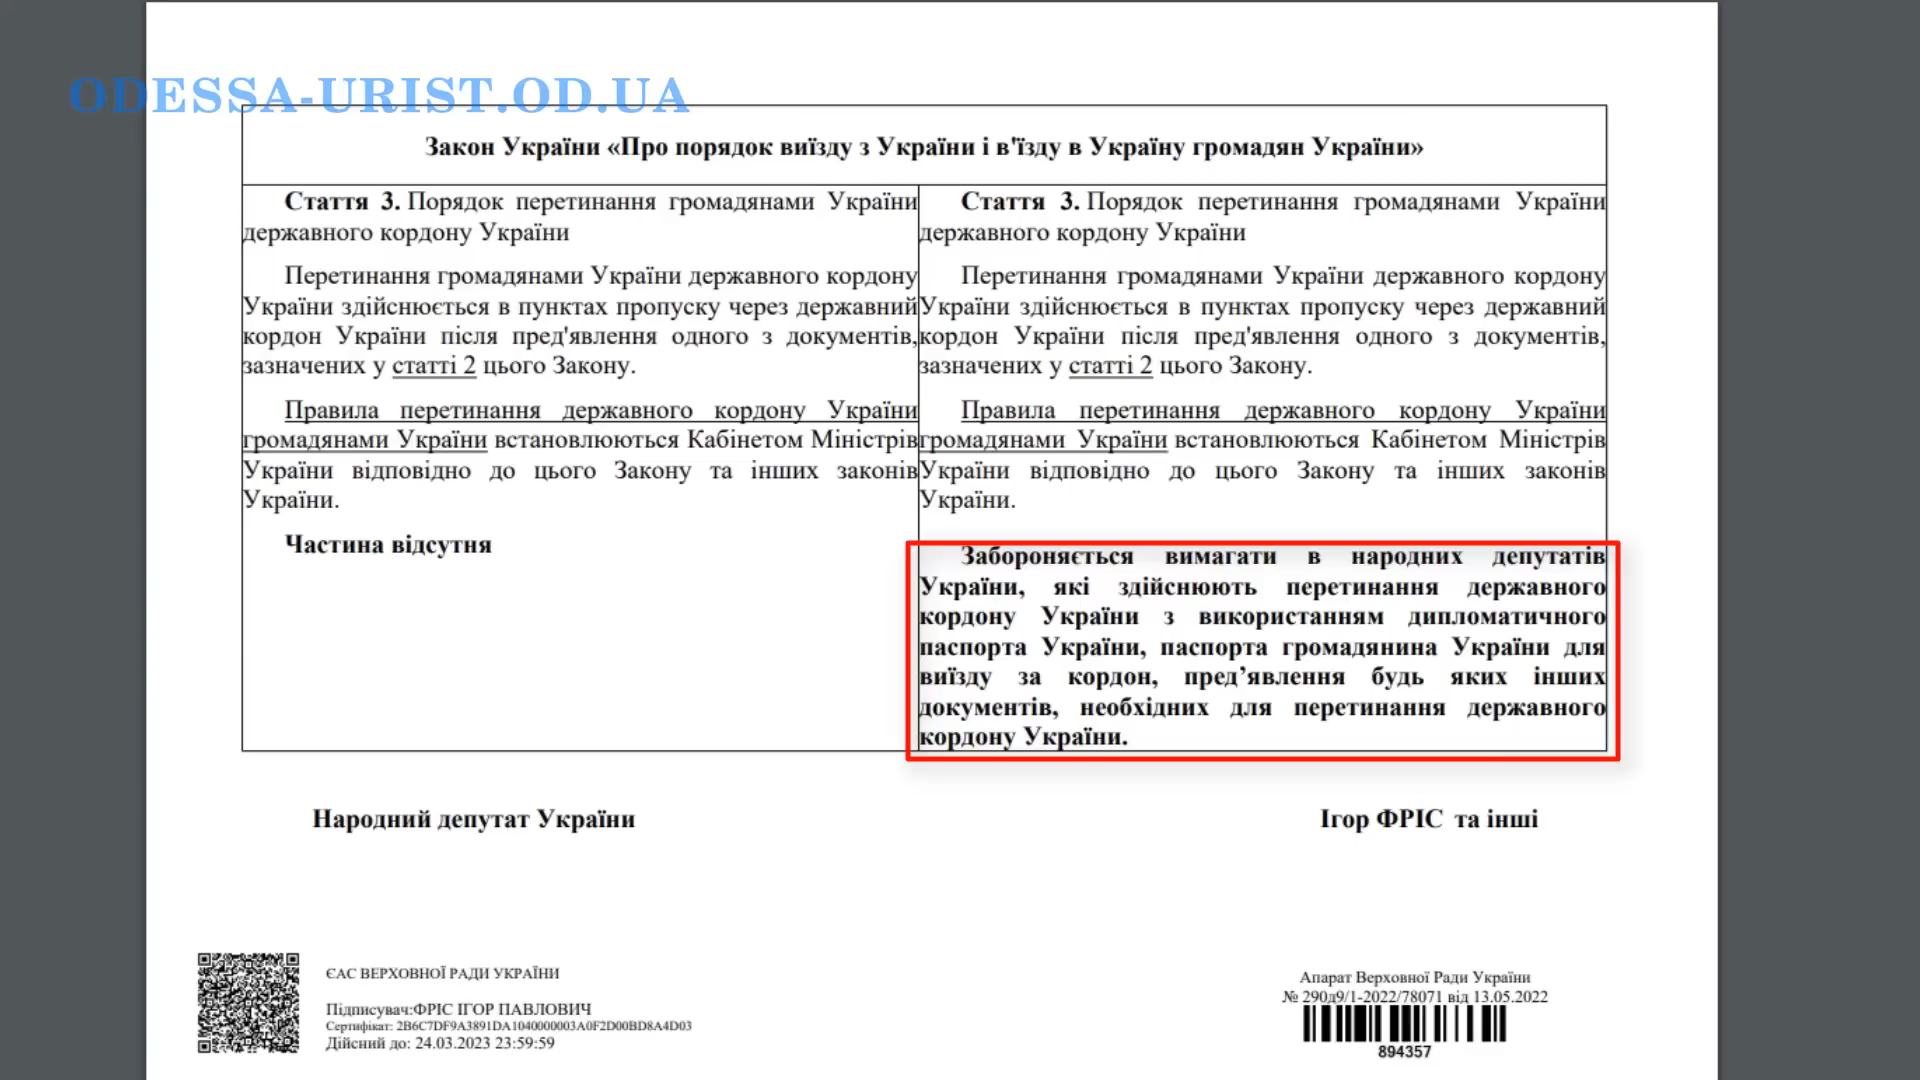 ODESSA-URIST.OD.UA
Закон України «Про порядок виїзду з України і в'їзду в Україну громадян України»
Стаття 3. Порядок перетинання громадянами України
державного кордону України
Перетинання громадянами України державного кордону
України здійснюється в пунктах пропуску через державний
кордон України після пред'явлення одного з документів,
зазначених у статті 2 цього Закону.
Правила перетинання державного кордону України
громадянами України встановлюються Кабінетом Міністрів
України відповідно до цього Закону та інших законів
України.
Частина відсутня
Стаття 3. Порядок перетинання громадянами України
державного кордону України
Перетинання громадянами України державного кордону
України здійснюється в пунктах пропуску через державний
кордон України після пред'явлення одного з документів,
зазначених у статті 2 цього Закону.
Правила перетинання державного кордону України
громадянами України встановлюються Кабінетом Міністрів
України відповідно до цього Закону та інших законів
України.
Забороняється вимагати в народних депутатів
України, які здійснюють перетинання державного
кордону України з використанням дипломатичного
паспорта України, паспорта громадянина України для
виїзду за кордон, пред’явлення будь яких інших
документів, необхідних для перетинання державного
кордону України.
Народний депутат України
Ігор ФРІС та інші
ЄАС ВЕРХОВНОЇ РАДИ УКРАЇНИ
Підписувач:ФРІС ІГОР ПАВЛОВИЧ
Сертифікат: 2B6C7DF9A3891DA1040000003A0F2D00BD8A4D03
Дійсний до: 24.03.2023 23:59:59
Апарат Верховної Ради України
№ 290д9/1-2022/78071 від 13.05.2022
894357